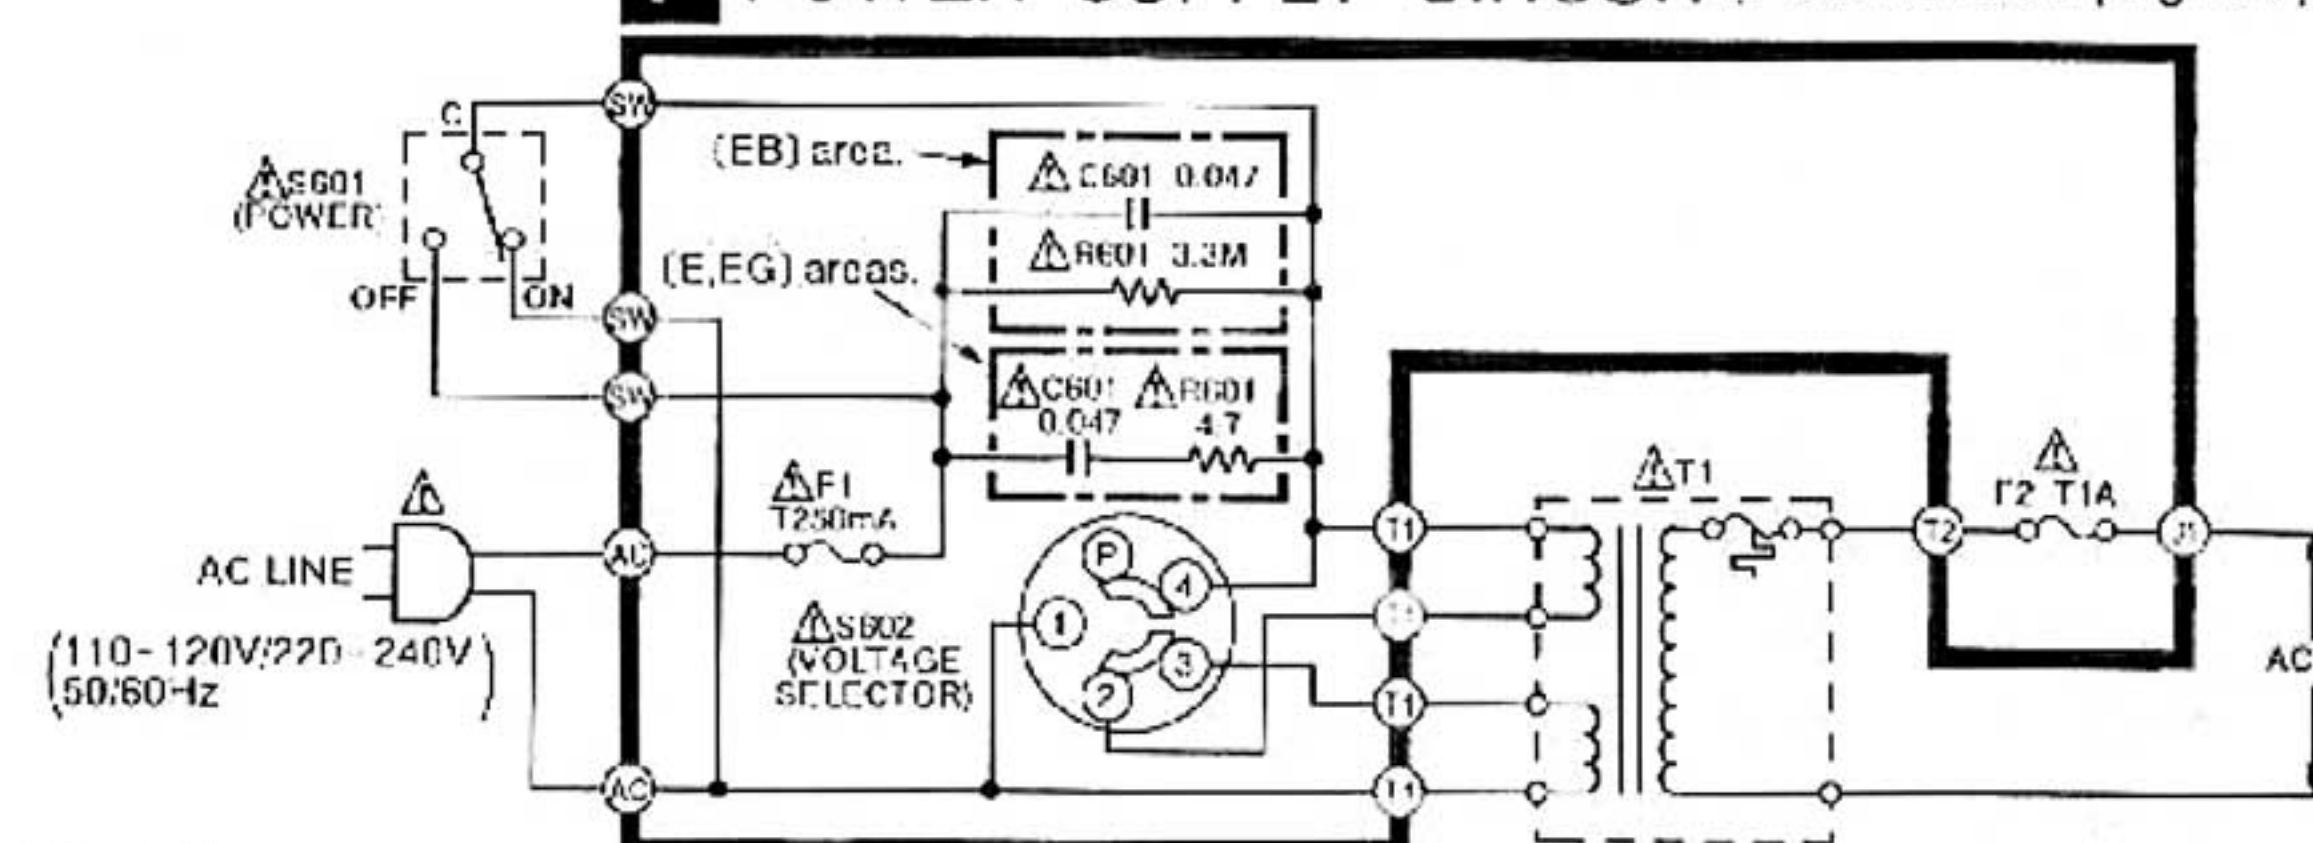 C
SW
(EB) area.
C601 0.047
S601
(POWER)
R601 3.3M
(E,EG) areas.
OFF
ON
SW
SW
C601
0.047
R601
4.7
F1
T250mA
T1
F2 T1A
AC LINE
AC
T1
T2
J1
P
4
1
3
2
T1
S602
(VOLTAGE
SELECTOR)
(110-120V/220-240V)
50/60Hz
T1
AC
AC
T1